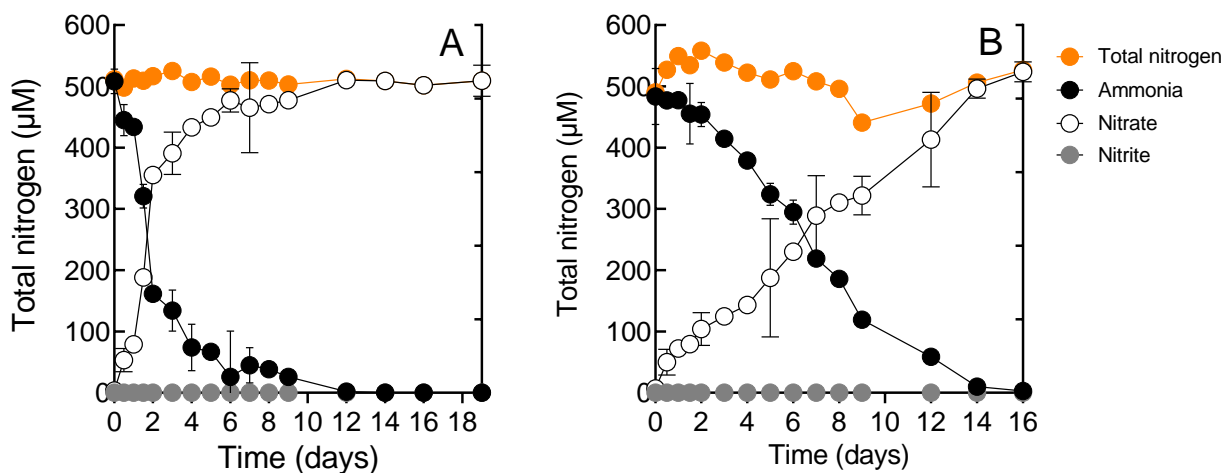 A
Total nitrogen (µM)
600
500
400
300
200
100
0
0 2 4 6 8 10 12 14 16 18
Time (days)
B
Total nitrogen (µM)
600
500
400
300
200
100
0
0 2 4 6 8 10 12 14 16
Time (days)
Total nitrogen
Ammonia
Nitrate
Nitrite